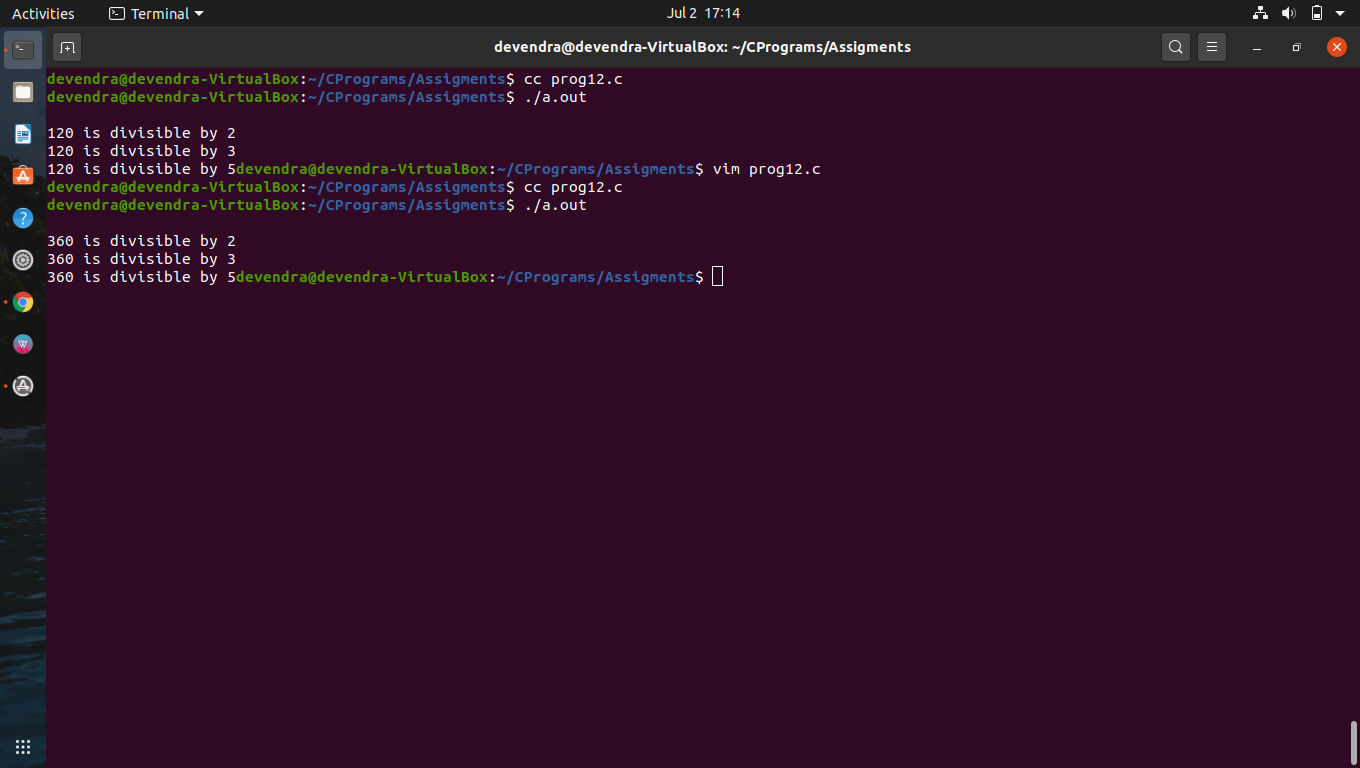 Activities
Terminal
Jul 2 17:14
devendra@devendra-VirtualBox: ~/CPrograms/Assigments
devendra@devendra-VirtualBox:~/CPrograms/Assigments$ cc prog12.c
devendra@devendra-VirtualBox:~/CPrograms/Assigments$ ./a.out
120 is divisible by 2
120 is divisible by 3
120 is divisible by 5devendra@devendra-VirtualBox:~/CPrograms/Assigments$ vim prog12.c
devendra@devendra-VirtualBox:~/CPrograms/Assigments$ cc prog12.c
devendra@devendra-VirtualBox:~/CPrograms/Assigments$ ./a.out
360 is divisible by 2
360 is divisible by 3
360 is divisible by 5devendra@devendra-VirtualBox:~/CPrograms/Assigments$